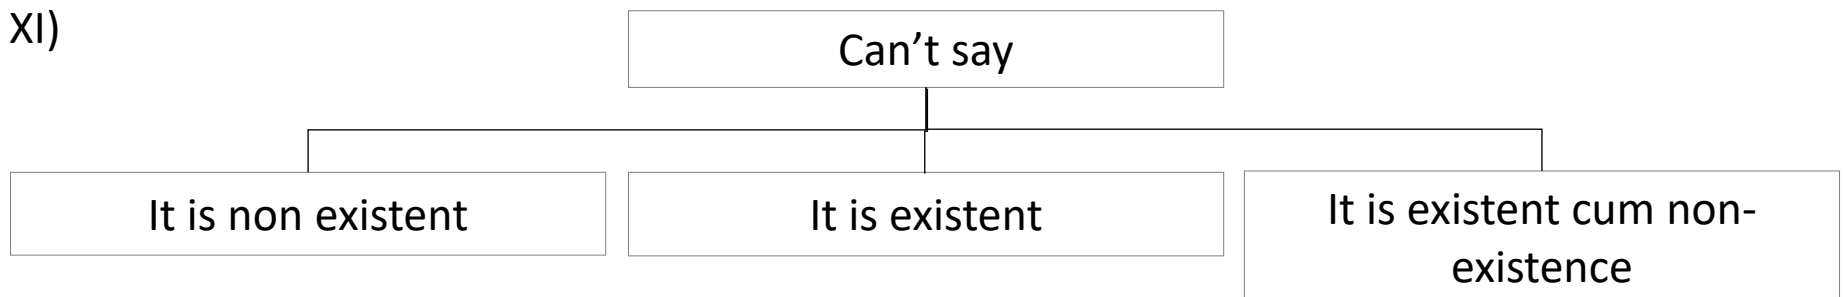 XI)
Can’t say
It is non existent
It is existent
It is existent cum non-
existence